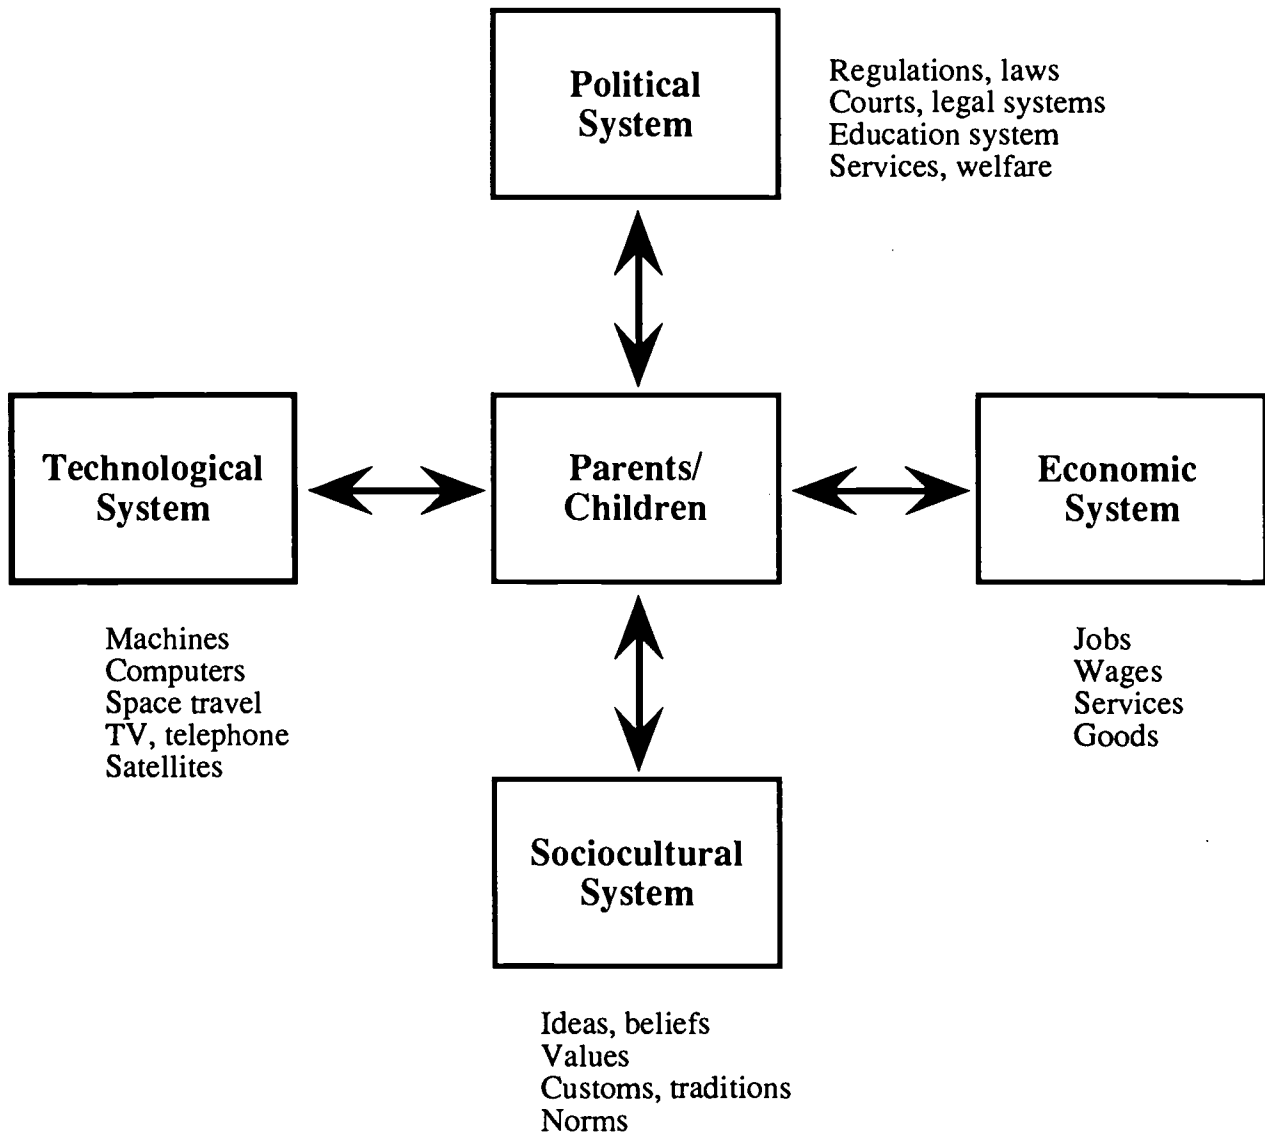 Political
System
Regulations, laws
Courts, legal systems
Education system
Services, welfare
Technological
System
Parents/
Children
Economic
System
Machines
Computers
Space travel
TV, telephone
Satellites
Jobs
Wages
Services
Goods
Sociocultural
System
Ideas, beliefs
Values
Customs, traditions
Norms